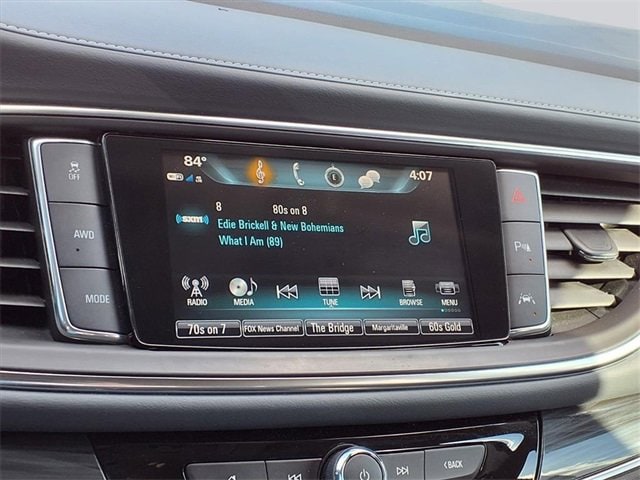 84° 4:07
OFF
8 80s on 8
((sxm)) Edie Brickell & New Bohemians
What I Am (89)
AWD
MODE
RADIO MEDIA TUNE BROWSE MENU
70s on 7 FOX News Channel The Bridge Margaritaville 60s Gold
E
P
BACK